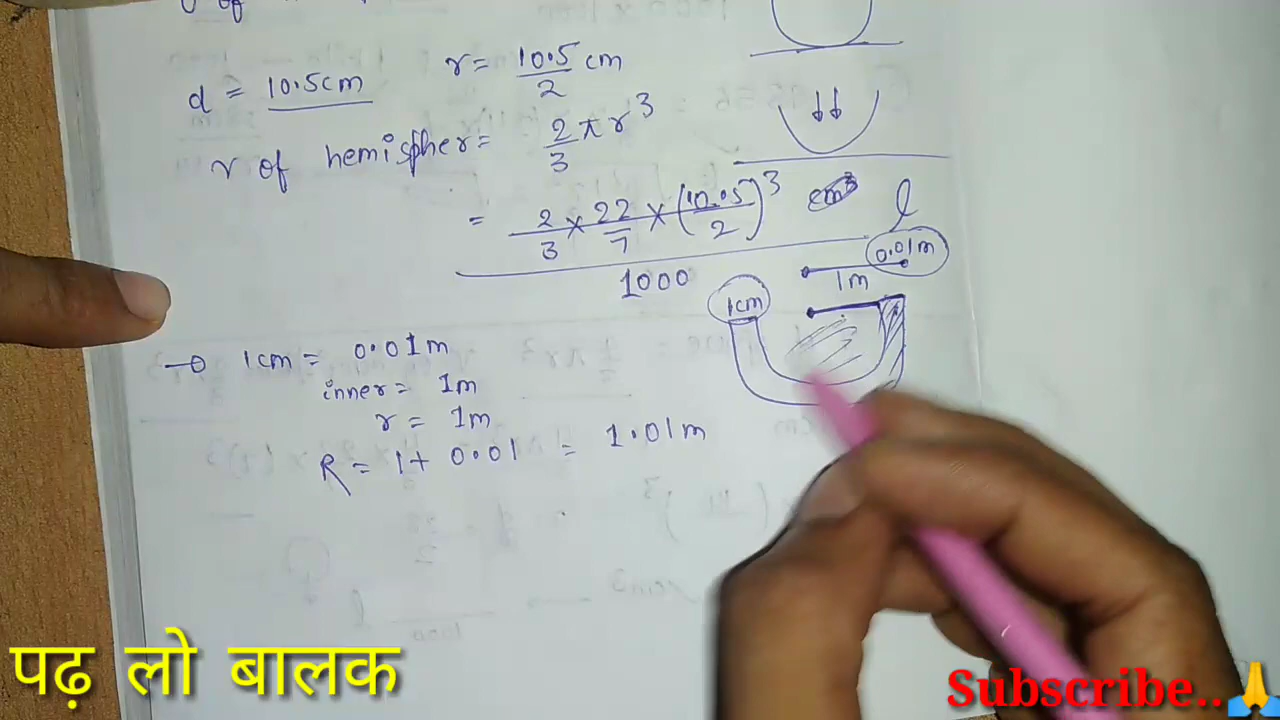 d = 10.5cm r = 10.5/2 cm
v of hemispher = 2/3 πr³
= 2/3 × 22/7 × (10.05/2)³ cm³ l
1000
0.01m
1m
1cm
→ 1cm = 0.01m
inner = 1m
r = 1m
R = 1+ 0.01 = 1.01m
पढ़ लो बालक
Subscribe..🙏